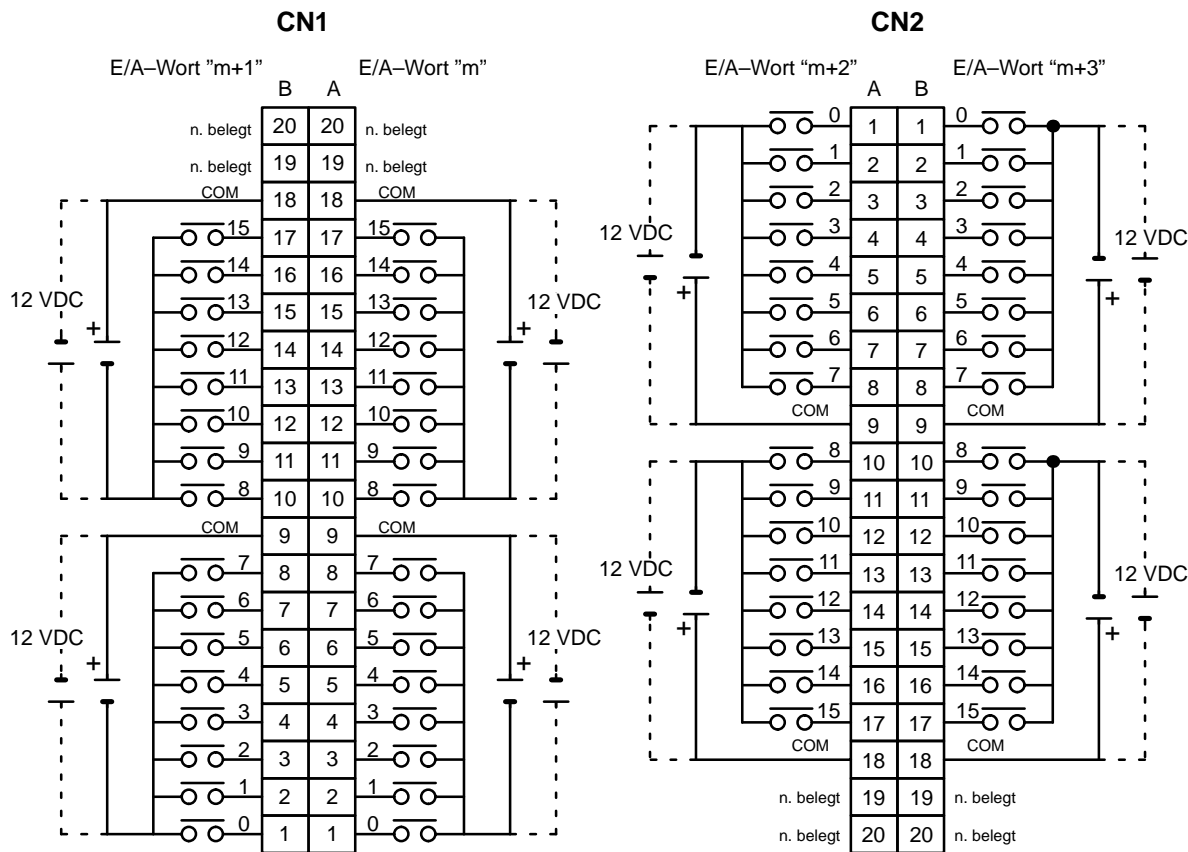 CN1 CN2
E/A–Wort ”m+1” E/A–Wort ”m” E/A–Wort “m+2” E/A–Wort “m+3”
B A A B
n. belegt 20 20 n. belegt 0 1 1 0
n. belegt 19 19 n. belegt 1 2 2 1
COM 18 18 COM 2 3 3 2
15 17 17 15 12 VDC 3 4 4 3 12 VDC
14 16 16 14 + 4 5 5 4 +
12 VDC 13 15 15 13 12 VDC 5 6 6 5
+ 12 14 14 12 + 6 7 7 6
11 13 13 11 7 8 8 7
10 12 12 10 COM 9 9 COM
9 11 11 9 8 10 10 8
8 10 10 8 9 11 11 9
COM 9 9 COM 10 12 12 10
7 8 8 7 12 VDC 11 13 13 11 12 VDC
6 7 7 6 + 12 14 14 12 +
12 VDC 5 6 6 5 12 VDC 13 15 15 13
+ 4 5 5 4 + 14 16 16 14
3 4 4 3 15 17 17 15
2 3 3 2 COM 18 18 COM
1 2 2 1 n. belegt 19 19 n. belegt
0 1 1 0 n. belegt 20 20 n. belegt